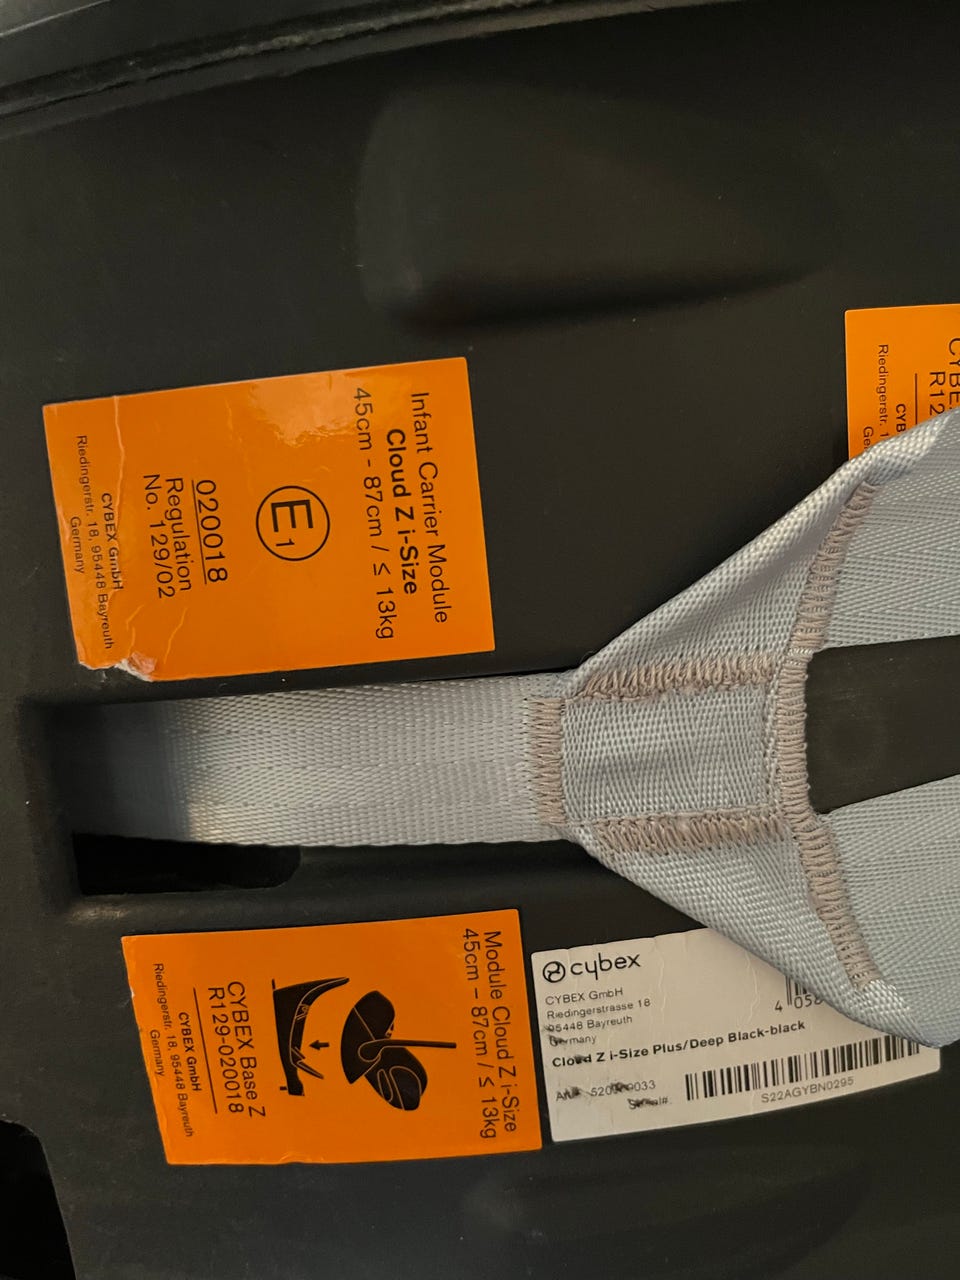 Infant Carrier Module
Cloud Z i-Size
45cm - 87cm / ≤ 13kg
E1
020018
Regulation
No. 129/02
CYBEX GmbH
Riedingerstr. 18, 95448 Bayreuth
Germany
Module Cloud Z i-Size
45cm – 87cm / ≤ 13kg
CYBEX Base Z
R129-020018
CYBEX GmbH
Riedingerstr. 18, 95448 Bayreuth
Germany
cybex
CYBEX GmbH
Riedingerstrasse 18
95448 Bayreuth
Germany
Cloud Z i-Size Plus/Deep Black-black
Serial#:
S22AGYBN0295
Riedingerstr.